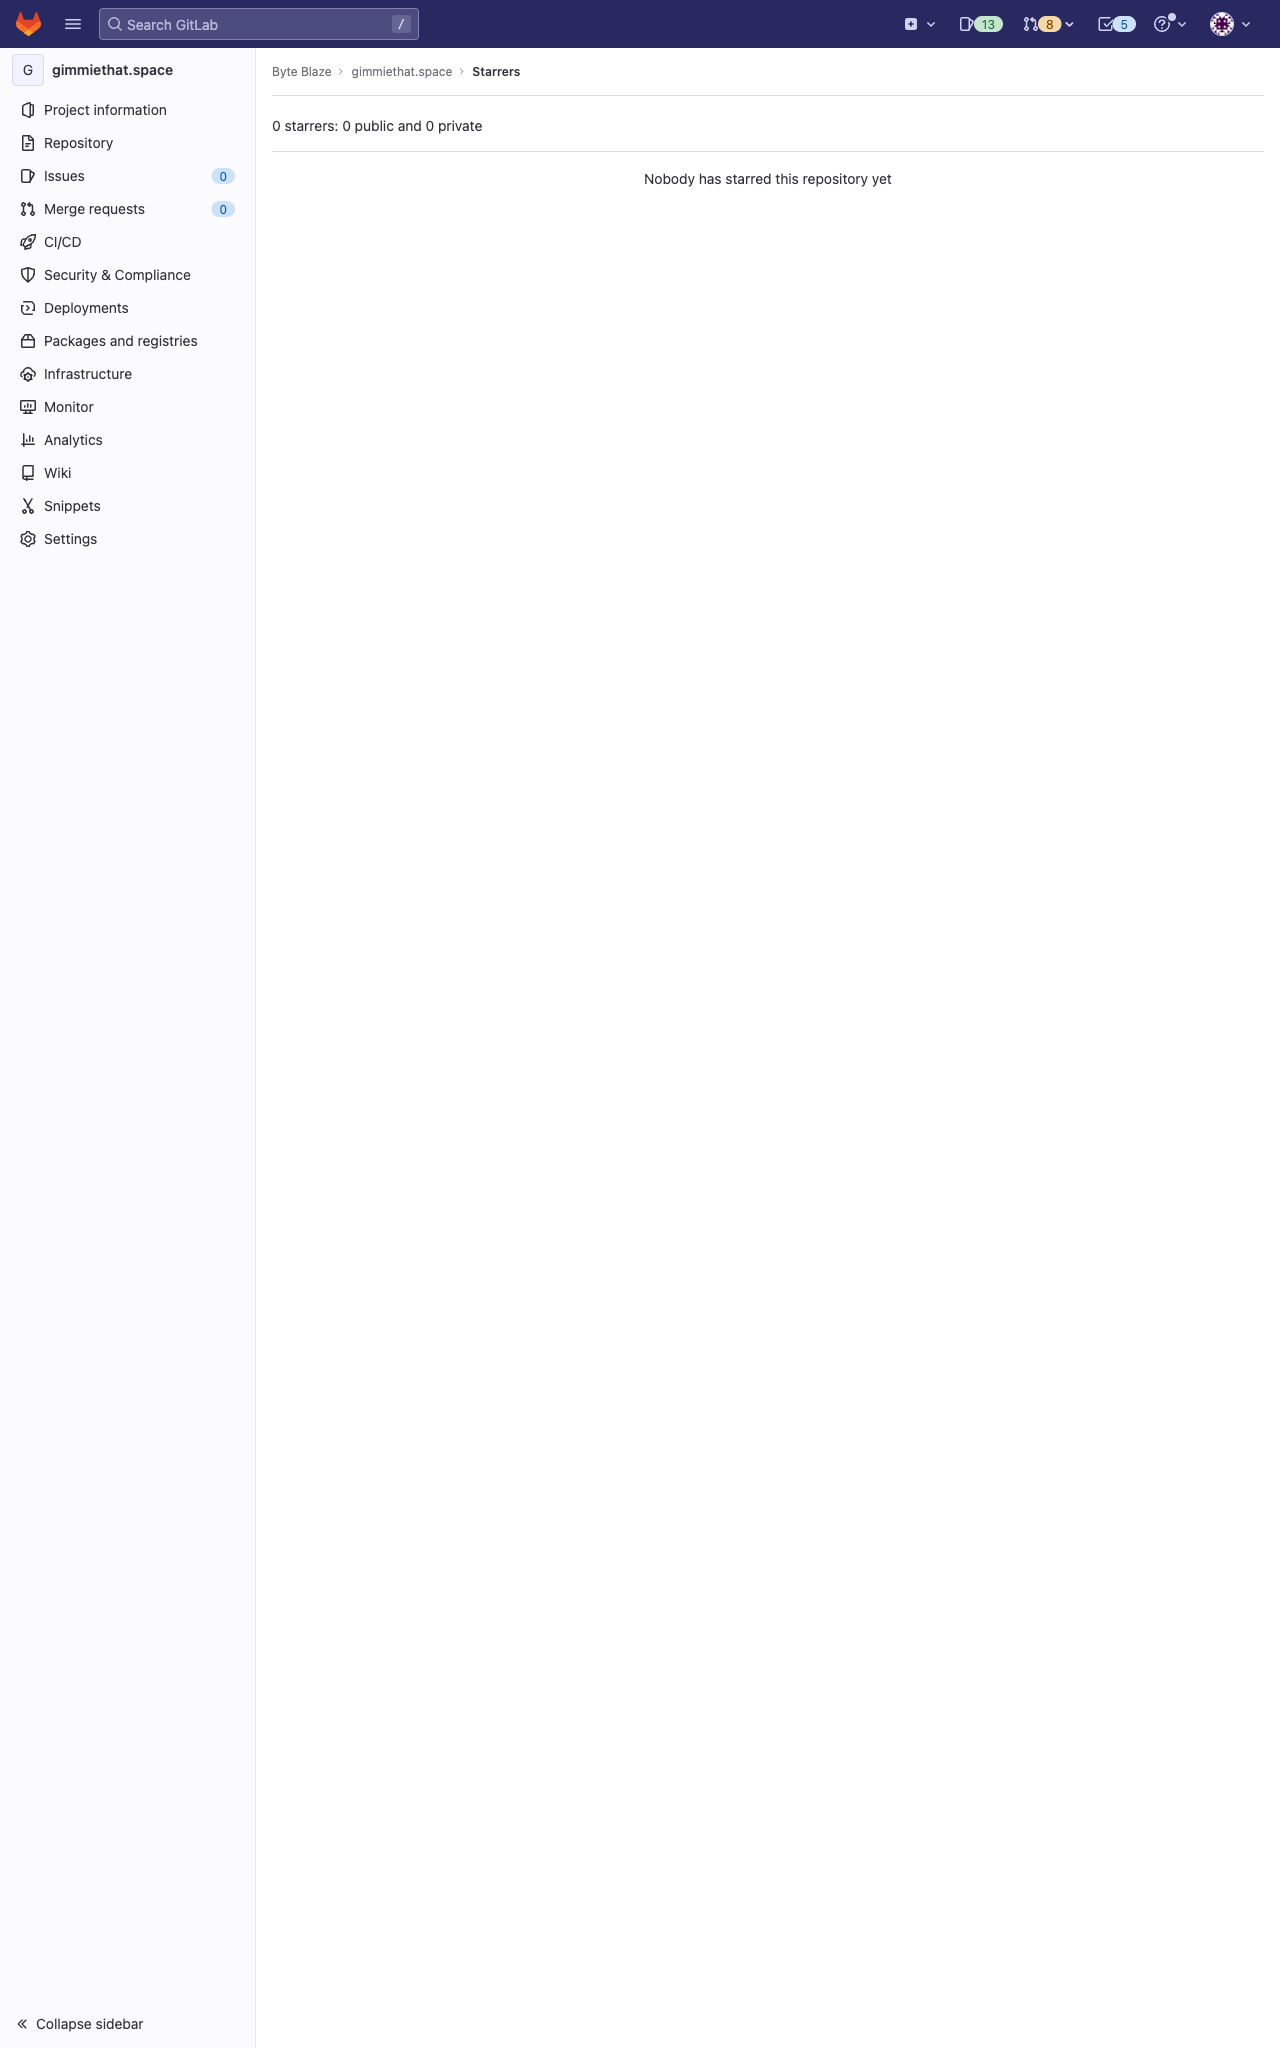 Search GitLab
/
13
8
5
G
gimmiethat.space
Project information
Repository
Issues
0
Merge requests
0
CI/CD
Security & Compliance
Deployments
Packages and registries
Infrastructure
Monitor
Analytics
Wiki
Snippets
Settings
Collapse sidebar
Byte Blaze
gimmiethat.space
Starrers
0 starrers: 0 public and 0 private
Nobody has starred this repository yet